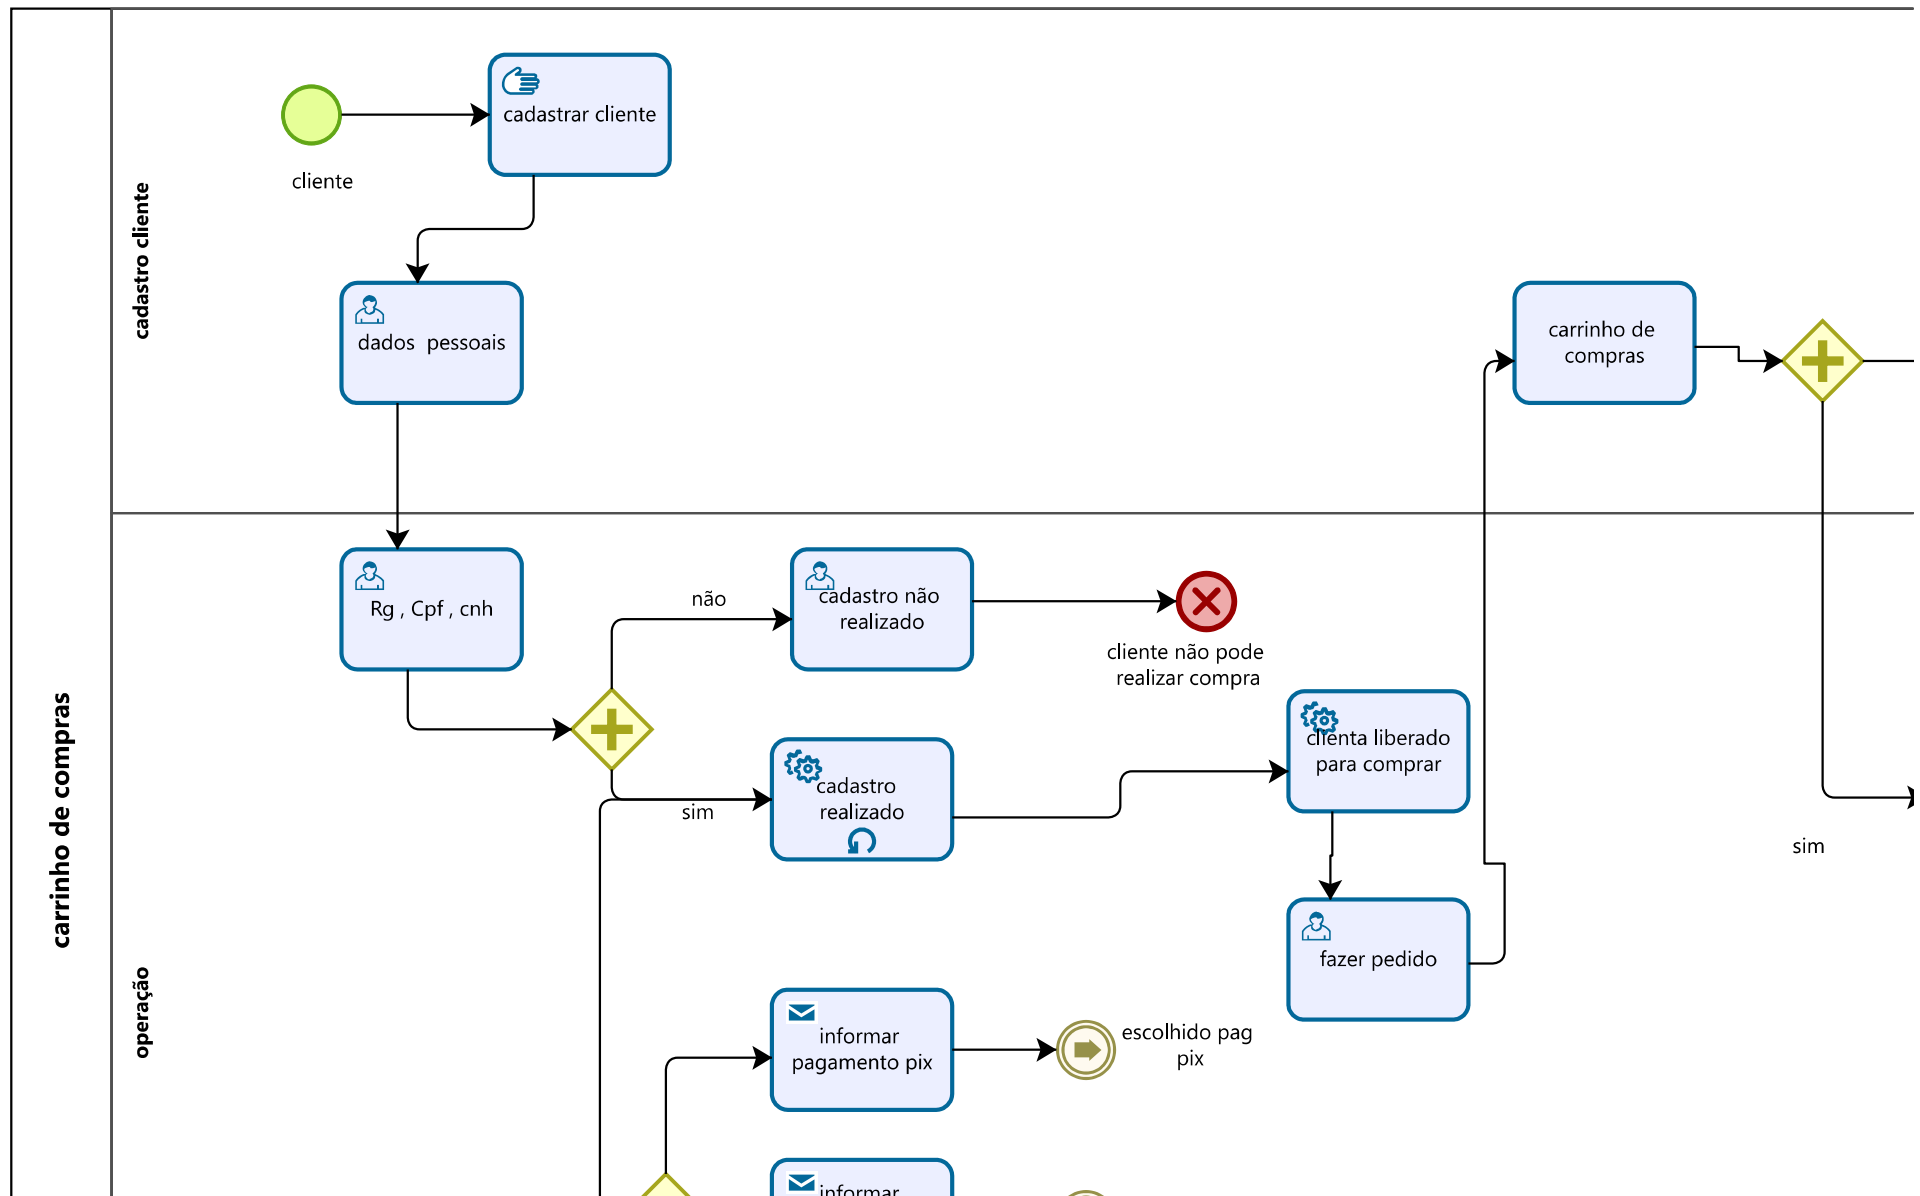 carrinho de compras
cadastro cliente
cadastrar cliente
cliente
dados  pessoais
carrinho de
compras
operação
Rg , Cpf , cnh
não
cadastro não
realizado
cliente não pode
realizar compra
sim
cadastro
realizado
clienta liberado
para comprar
sim
fazer pedido
informar
pagamento pix
escolhido pag
pix
informar